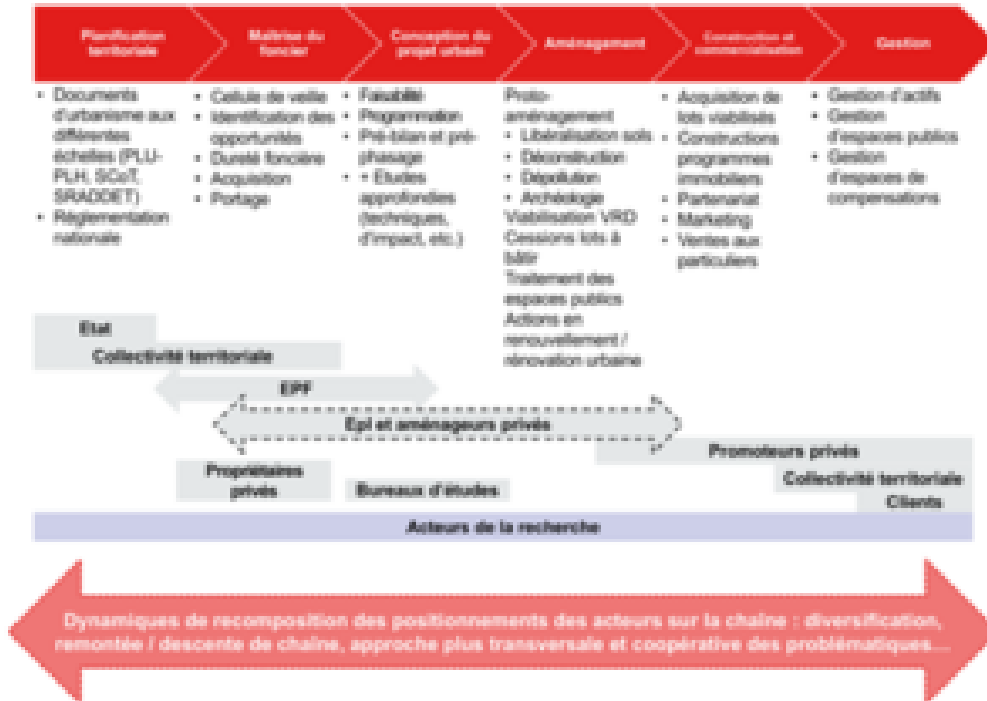 Planification
territoriale
Maîtrise du
foncier
Conception du
projet urbain
Aménagement
Construction et
commercialisation
Gestion
• Documents
d'urbanisme aux
différentes
échelles (PLU-
PLH, SCoT,
SRADDET)
• Réglementation
nationale
• Cellule de veille
• Identification des
opportunités
• Dureté foncière
• Acquisition
• Portage
• Faisabilité
• Programmation
• Pré-bilan et pré-
phasage
• • Etudes
approfondies
(techniques,
d'impact, etc.)
Proto-
aménagement
• Libéralisation sols
• Déconstruction
• Dépollution
• Archéologie
Viabilisation VRD
Cessions lots à
bâtir
Traitement des
espaces publics
Actions en
renouvellement /
rénovation urbaine
• Acquisition de
lots viabilisés
• Constructions
programmes
immobiliers
• Partenariat
• Marketing
• Ventes aux
particuliers
• Gestion d'actifs
• Gestion
d'espaces publics
• Gestion
d'espaces de
compensations
Etat
Collectivité territoriale
EPF
Epl et aménageurs privés
Promoteurs privés
Propriétaires
privés
Bureaux d'études
Collectivité territoriale
Clients
Acteurs de la recherche
Dynamiques de recomposition des positionnements des acteurs sur la chaîne : diversification,
remontée / descente de chaîne, approche plus transversale et coopérative des problématiques...